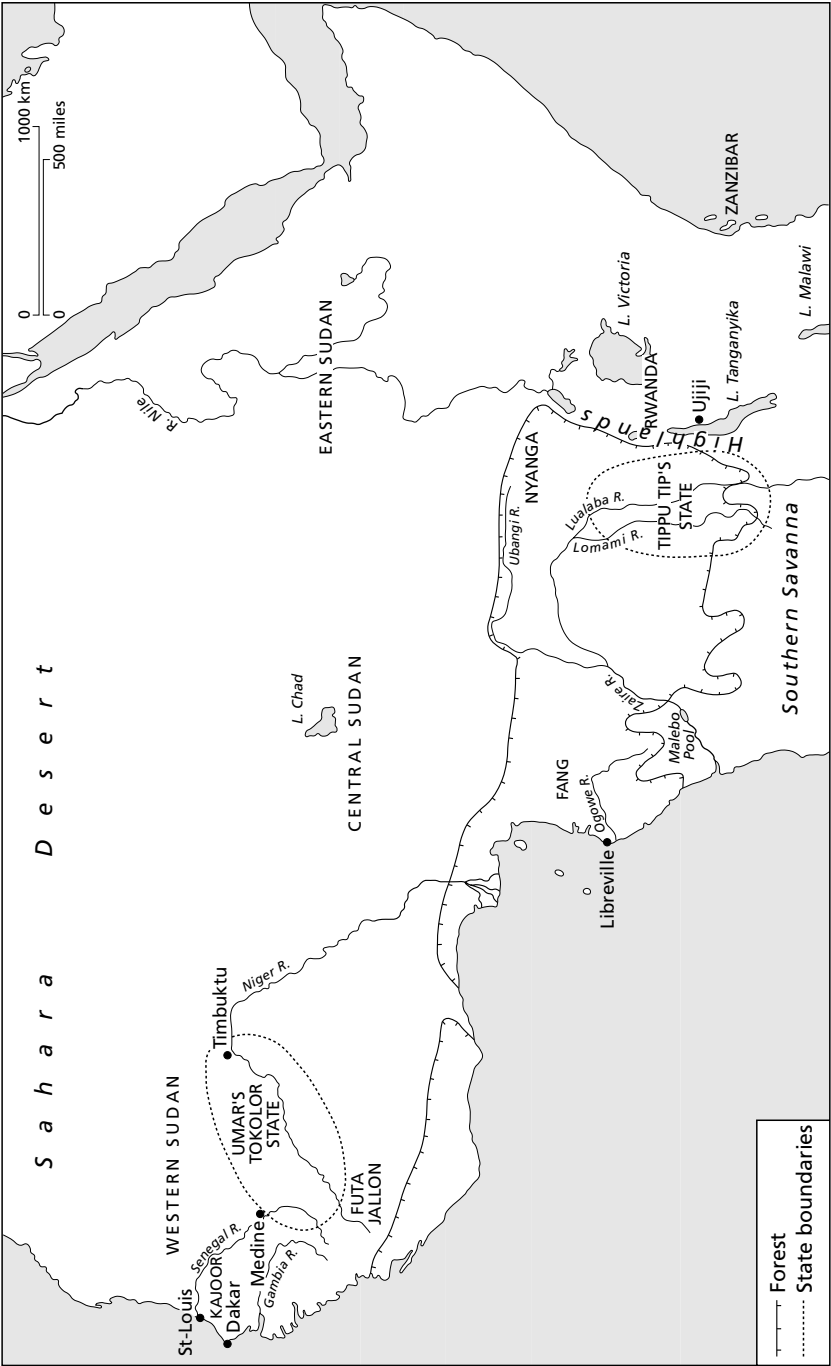 1000 km
500 miles
0
0
Sahara Desert
R. Nile
WESTERN SUDAN
Timbuktu
Niger R.
UMAR'S
TOKOLOR
STATE
St-Louis
Senegal R.
KAJOOR
Dakar
Medine
Gambia R.
FUTA
JALLON
L. Chad
CENTRAL SUDAN
EASTERN SUDAN
NYANGA
Ubangi R.
Highlands
L. Victoria
RWANDA
Ujiji
L. Tanganyika
ZANZIBAR
L. Malawi
Lualaba R.
Lomami R.
TIPPU TIP'S
STATE
FANG
Ogowe R.
Libreville
Zaire R.
Malebo
Pool
Southern Savanna
Forest
State boundaries